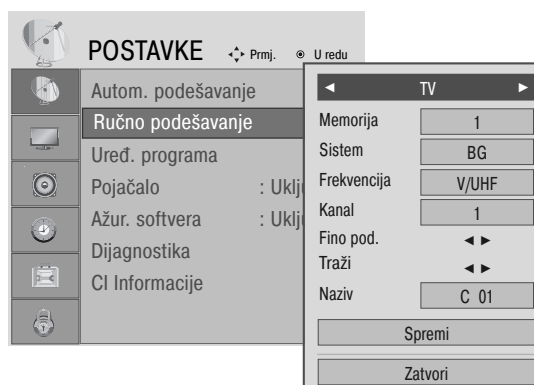 POSTAVKE Prmj. U redu
Autom. podešavanje
Ručno podešavanje
Uređ. programa
Pojačalo : Uklj
Ažur. softvera : Uklj
Dijagnostika
CI Informacije
◄ TV ►
Memorija 1
Sistem BG
Frekvencija V/UHF
Kanal 1
Fino pod. ◄ ►
Traži ◄ ►
Naziv C 01
Spremi
Zatvori